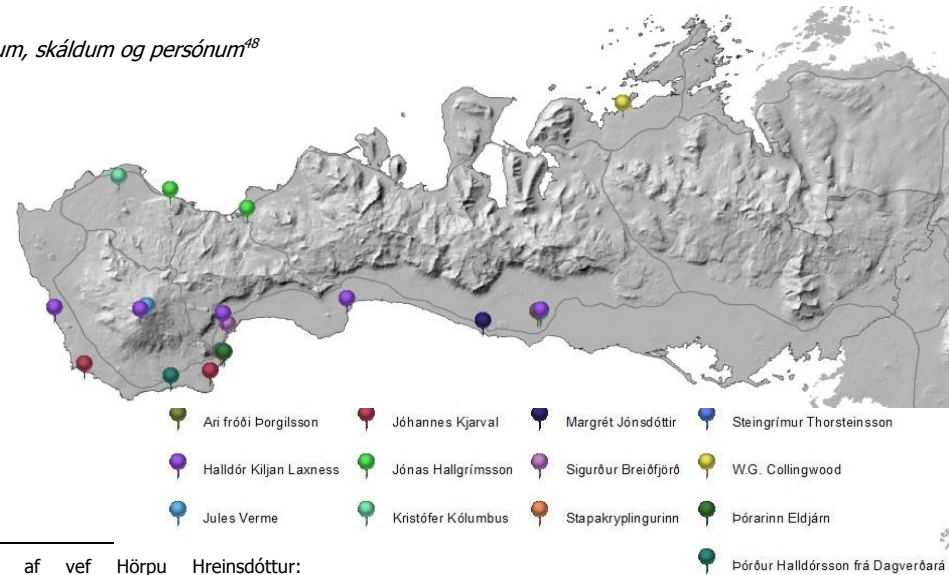 um, skáldum og persónum48
Ari fróði Þorgilsson
Jóhannes Kjarval
Margrét Jónsdóttir
Steingrímur Thorsteinsson
Halldór Kiljan Laxness
Jónas Hallgrímsson
Sigurður Breiðfjörð
W.G. Collingwood
Jules Verme
Kristófer Kólumbus
Stapakryplingurinn
Þórarinn Eldjárn
Þórður Halldórsson frá Dagverðará
af vef Hörpu Hreinsdóttur: